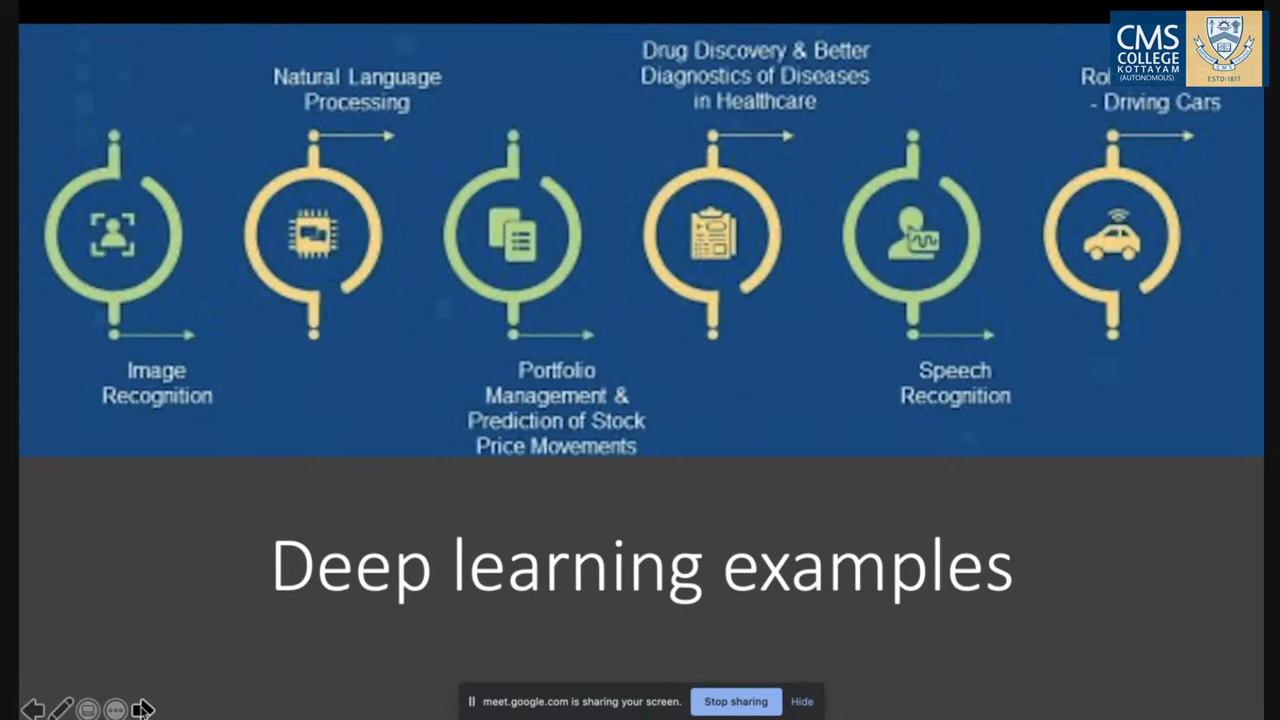 CMS
COLLEGE
KOTTAYAM
(AUTONOMOUS)
ESTD:1817
Natural Language
Processing
Drug Discovery & Better
Diagnostics of Diseases
in Healthcare
- Driving Cars
Image
Recognition
Portfolio
Management &
Prediction of Stock
Price Movements
Speech
Recognition
Deep learning examples
meet.google.com is sharing your screen.
Stop sharing
Hide